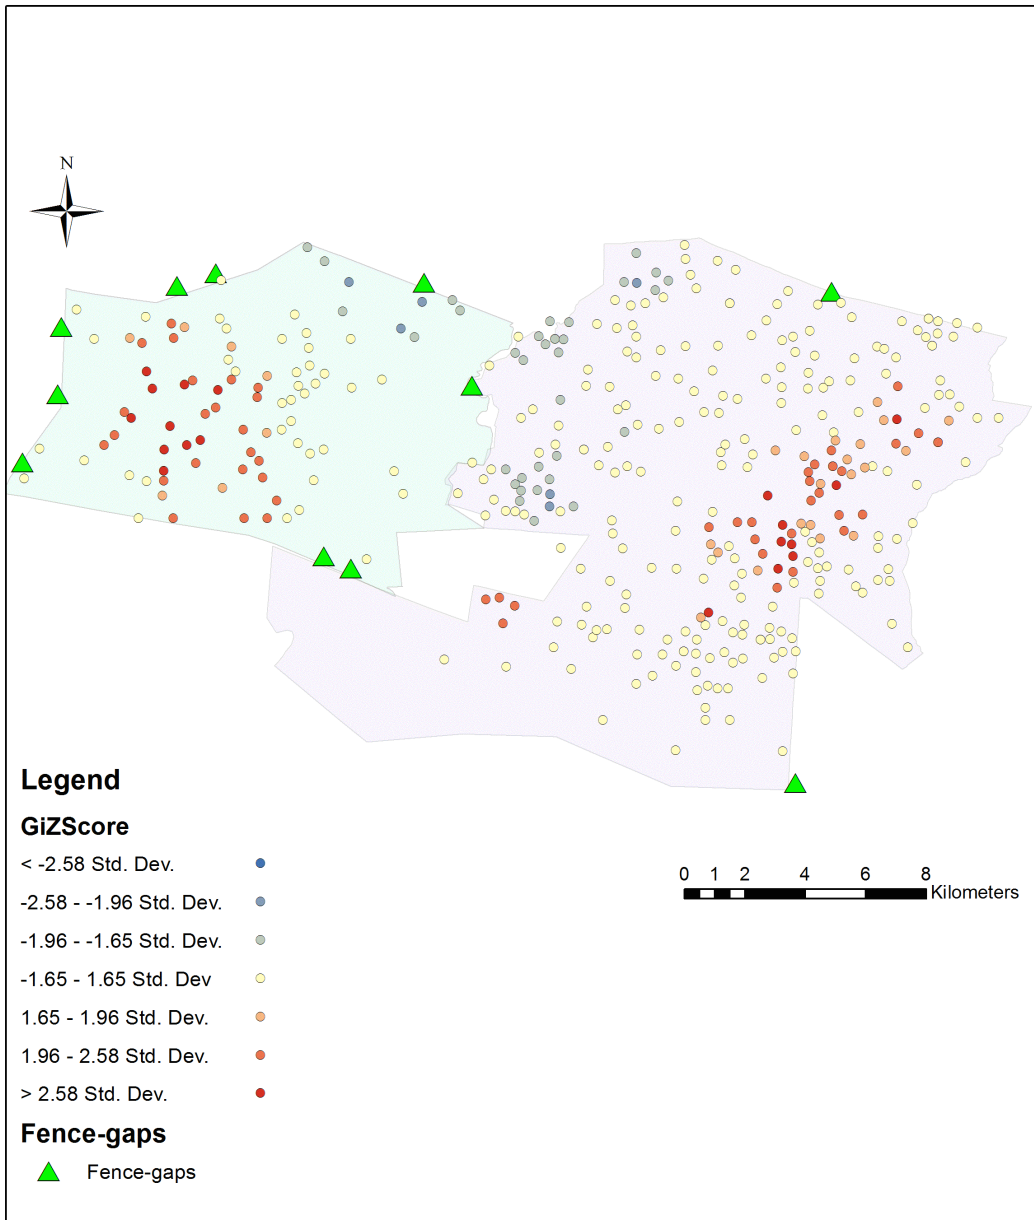 N
Legend
GiZScore
< -2.58 Std. Dev.
-2.58 - -1.96 Std. Dev.
-1.96 - -1.65 Std. Dev.
-1.65 - 1.65 Std. Dev
1.65 - 1.96 Std. Dev.
1.96 - 2.58 Std. Dev.
> 2.58 Std. Dev.
Fence-gaps
Fence-gaps
0 1 2 4 6 8
Kilometers